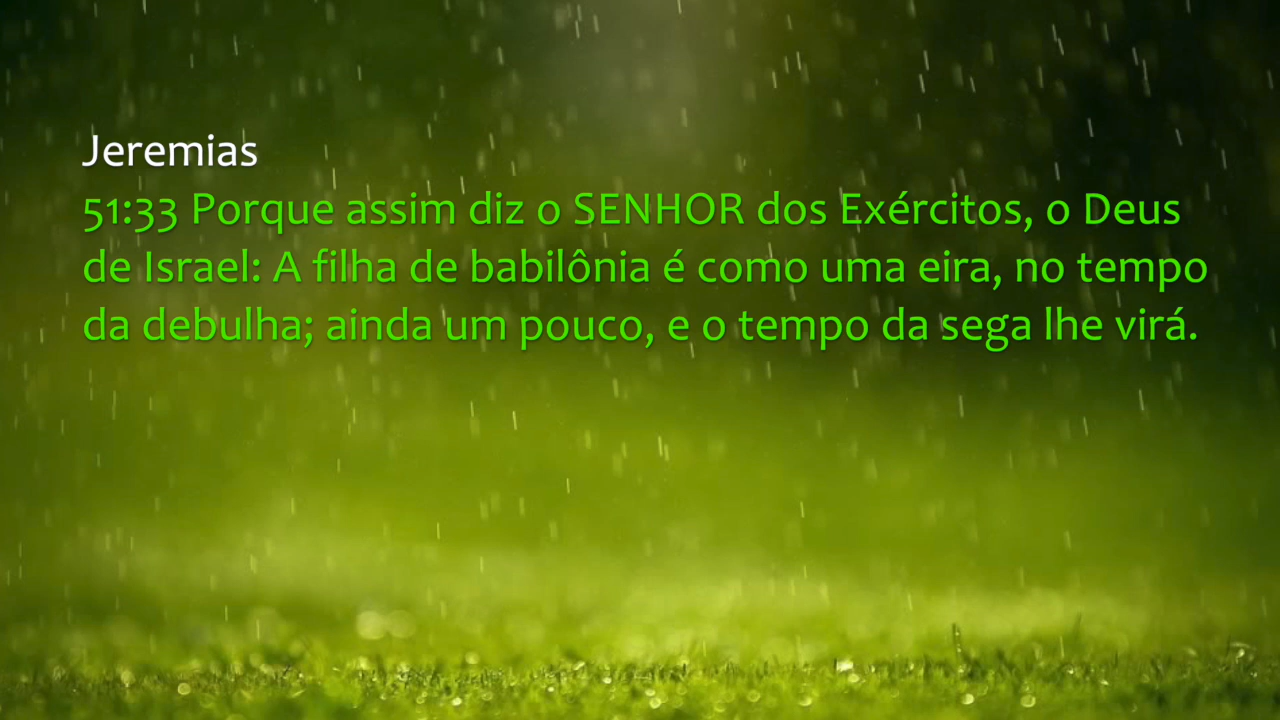 Jeremias
51:33 Porque assim diz o SENHOR dos Exércitos, o Deus
de Israel: A filha de babilônia é como uma eira, no tempo
da debulha; ainda um pouco, e o tempo da sega lhe virá.